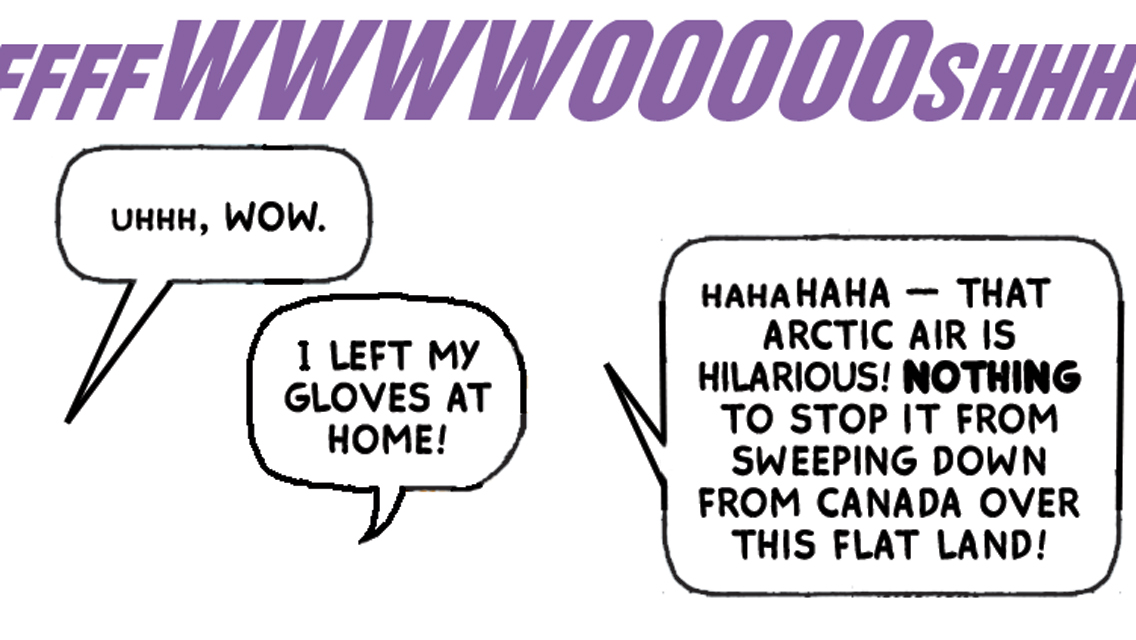 FFFFWWWWOOOOOSHHHH
UHHH, WOW.
I LEFT MY
GLOVES AT
HOME!
HAHAHAHA — THAT
ARCTIC AIR IS
HILARIOUS! NOTHING
TO STOP IT FROM
SWEEPING DOWN
FROM CANADA OVER
THIS FLAT LAND!